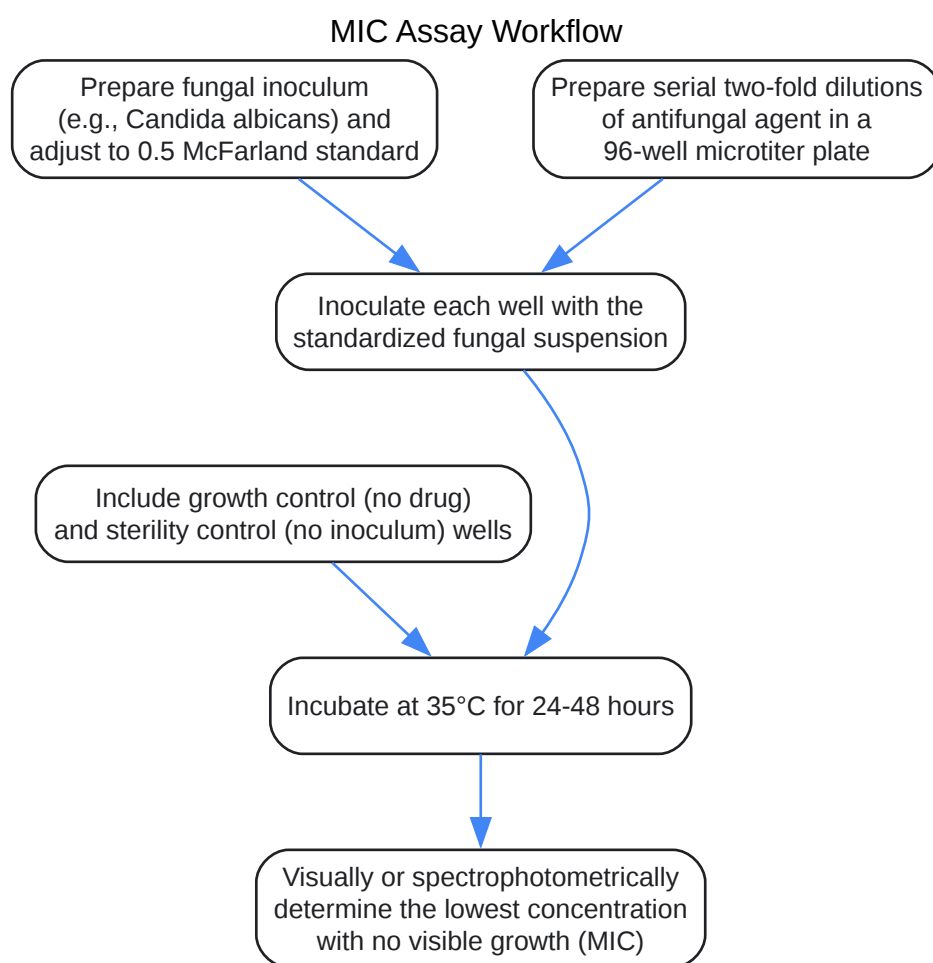 MIC Assay Workflow
Prepare fungal inoculum
(e.g., Candida albicans) and
adjust to 0.5 McFarland standard
Prepare serial two-fold dilutions
of antifungal agent in a
96-well microtiter plate
Inoculate each well with the
standardized fungal suspension
Include growth control (no drug)
and sterility control (no inoculum) wells
Incubate at 35°C for 24-48 hours
Visually or spectrophotometrically
determine the lowest concentration
with no visible growth (MIC)